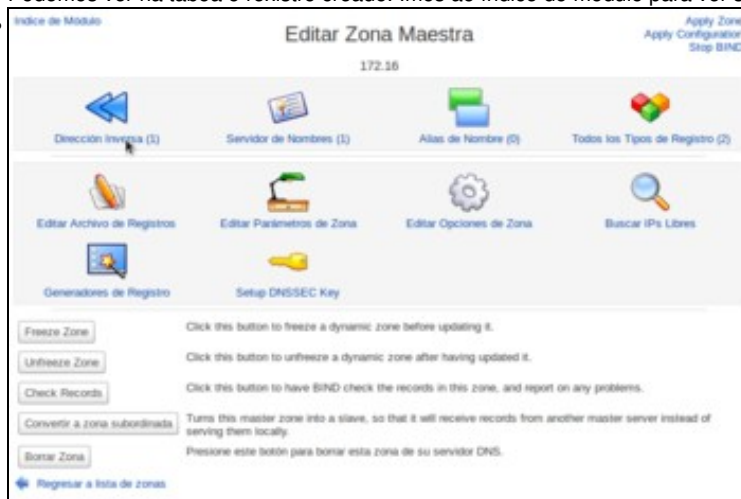 Indice de Módulo
Editar Zona Maestra
Apply Zone
Apply Configuration
Stop BIND
172.16
Dirección Inversa (1)
Servidor de Nombres (1)
Alias de Nombre (0)
Todos los Tipos de Registro (2)
Editar Archivo de Registros
Editar Parámetros de Zona
Editar Opciones de Zona
Buscar IPs Libres
Generadores de Registro
Setup DNSSEC Key
Freeze Zone
Click this button to freeze a dynamic zone before updating it.
Unfreeze Zone
Click this button to unfreeze a dynamic zone after having updated it.
Check Records
Click this button to have BIND check the records in this zone, and report on any problems.
Convertir a zona subordinada
Turns this master zone into a slave, so that it will receive records from another master server instead of
serving them locally.
Borrar Zona
Presione este botón para borrar esta zona de su servidor DNS.
Regresar a lista de zonas